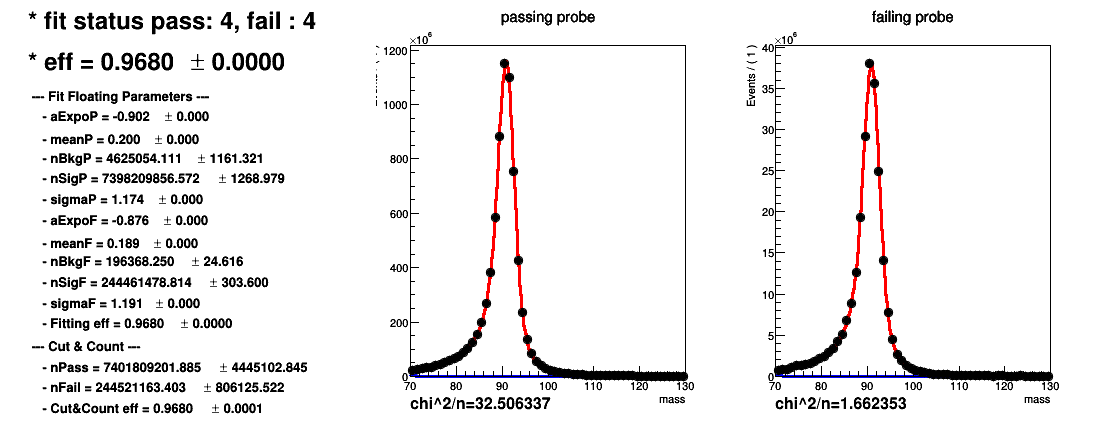 * fit status pass: 4, fail : 4
* eff = 0.9680 ± 0.0000
--- Fit Floating Parameters ---
- aExpoP = -0.902 ± 0.000
- meanP = 0.200 ± 0.000
- nBkgP = 4625054.111 ± 1161.321
- nSigP = 7398209856.572 ± 1268.979
- sigmaP = 1.174 ± 0.000
- aExpoF = -0.876 ± 0.000
- meanF = 0.189 ± 0.000
- nBkgF = 196368.250 ± 24.616
- nSigF = 244461478.814 ± 303.600
- sigmaF = 1.191 ± 0.000
- Fitting eff = 0.9680 ± 0.0000
--- Cut & Count ---
- nPass = 7401809201.885 ± 4445102.845
- nFail = 244521163.403 ± 806125.522
- Cut&Count eff = 0.9680 ± 0.0001
passing probe
×10⁶
1200
1000
800
600
400
200
0
70 80 90 100 110 120 130
mass
chi^2/n=32.506337
failing probe
×10⁶
Events / ( 1 )
40
35
30
25
20
15
10
5
0
70 80 90 100 110 120 130
mass
chi^2/n=1.662353